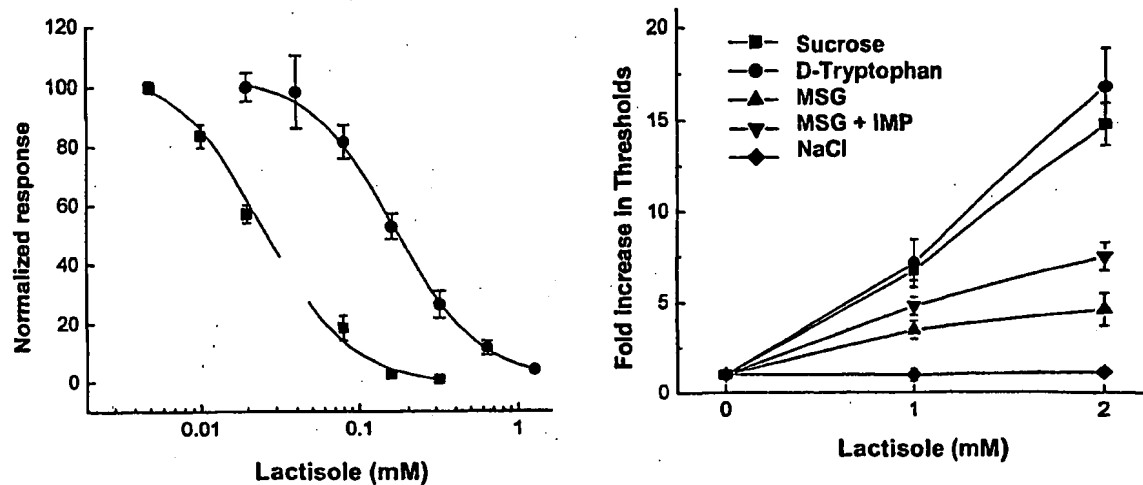 120
100
80
60
40
20
0
Normalized response
0.01
0.1
1
Lactisole (mM)
20
15
10
5
0
Fold Increase in Thresholds
Sucrose
D-Tryptophan
MSG
MSG + IMP
NaCl
0
1
2
Lactisole (mM)